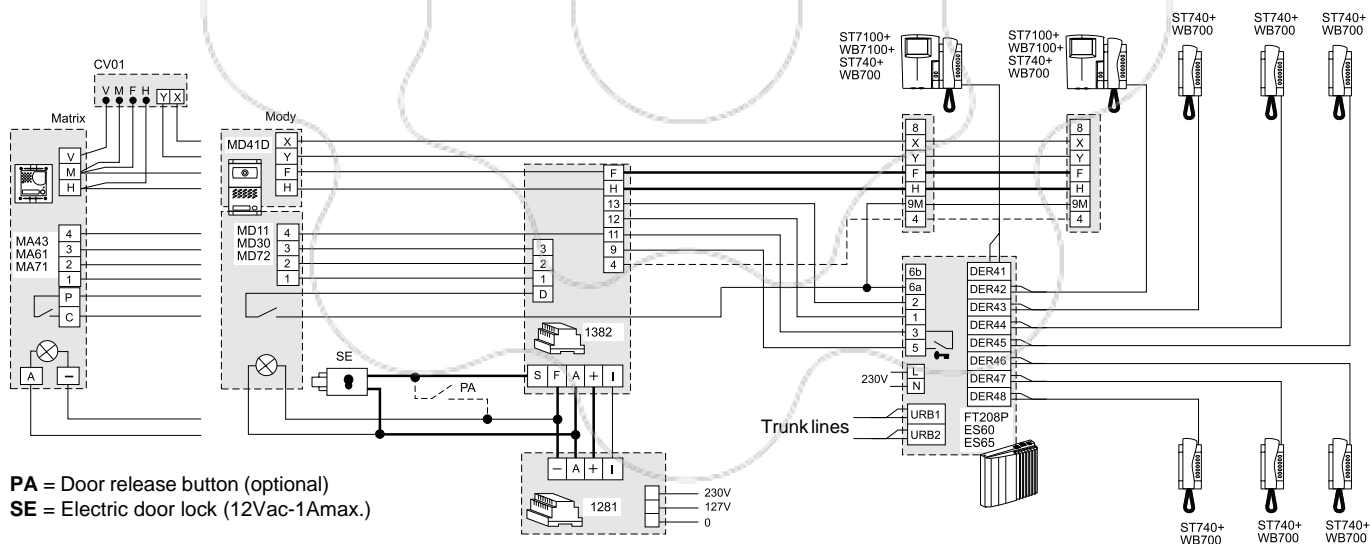 ST740+
WB700
ST740+
WB700
ST740+
WB700
ST7100+
WB7100+
ST740+
WB700
ST7100+
WB7100+
ST740+
WB700
CV01
V M F H Y X
Matrix
V
M
H
MA43
MA61
MA71
4
3
2
1
P
C
A −
Mody
MD41D
X
Y
F
H
MD11
MD30
MD72
4
3
2
1
SE
PA
F
H
13
12
11
9
4
3
2
1
D
1382
S F A + I
− A + I
1281
230V
127V
0
8
X
Y
F
H
9M
4
8
X
Y
F
H
9M
4
6b
6a
2
1
3
5
230V
L
N
Trunk lines
URB1
URB2
DER41
DER42
DER43
DER44
DER45
DER46
DER47
DER48
FT208P
ES60
ES65
ST740+
WB700
ST740+
WB700
ST740+
WB700
PA = Door release button (optional)
SE = Electric door lock (12Vac-1Amax.)